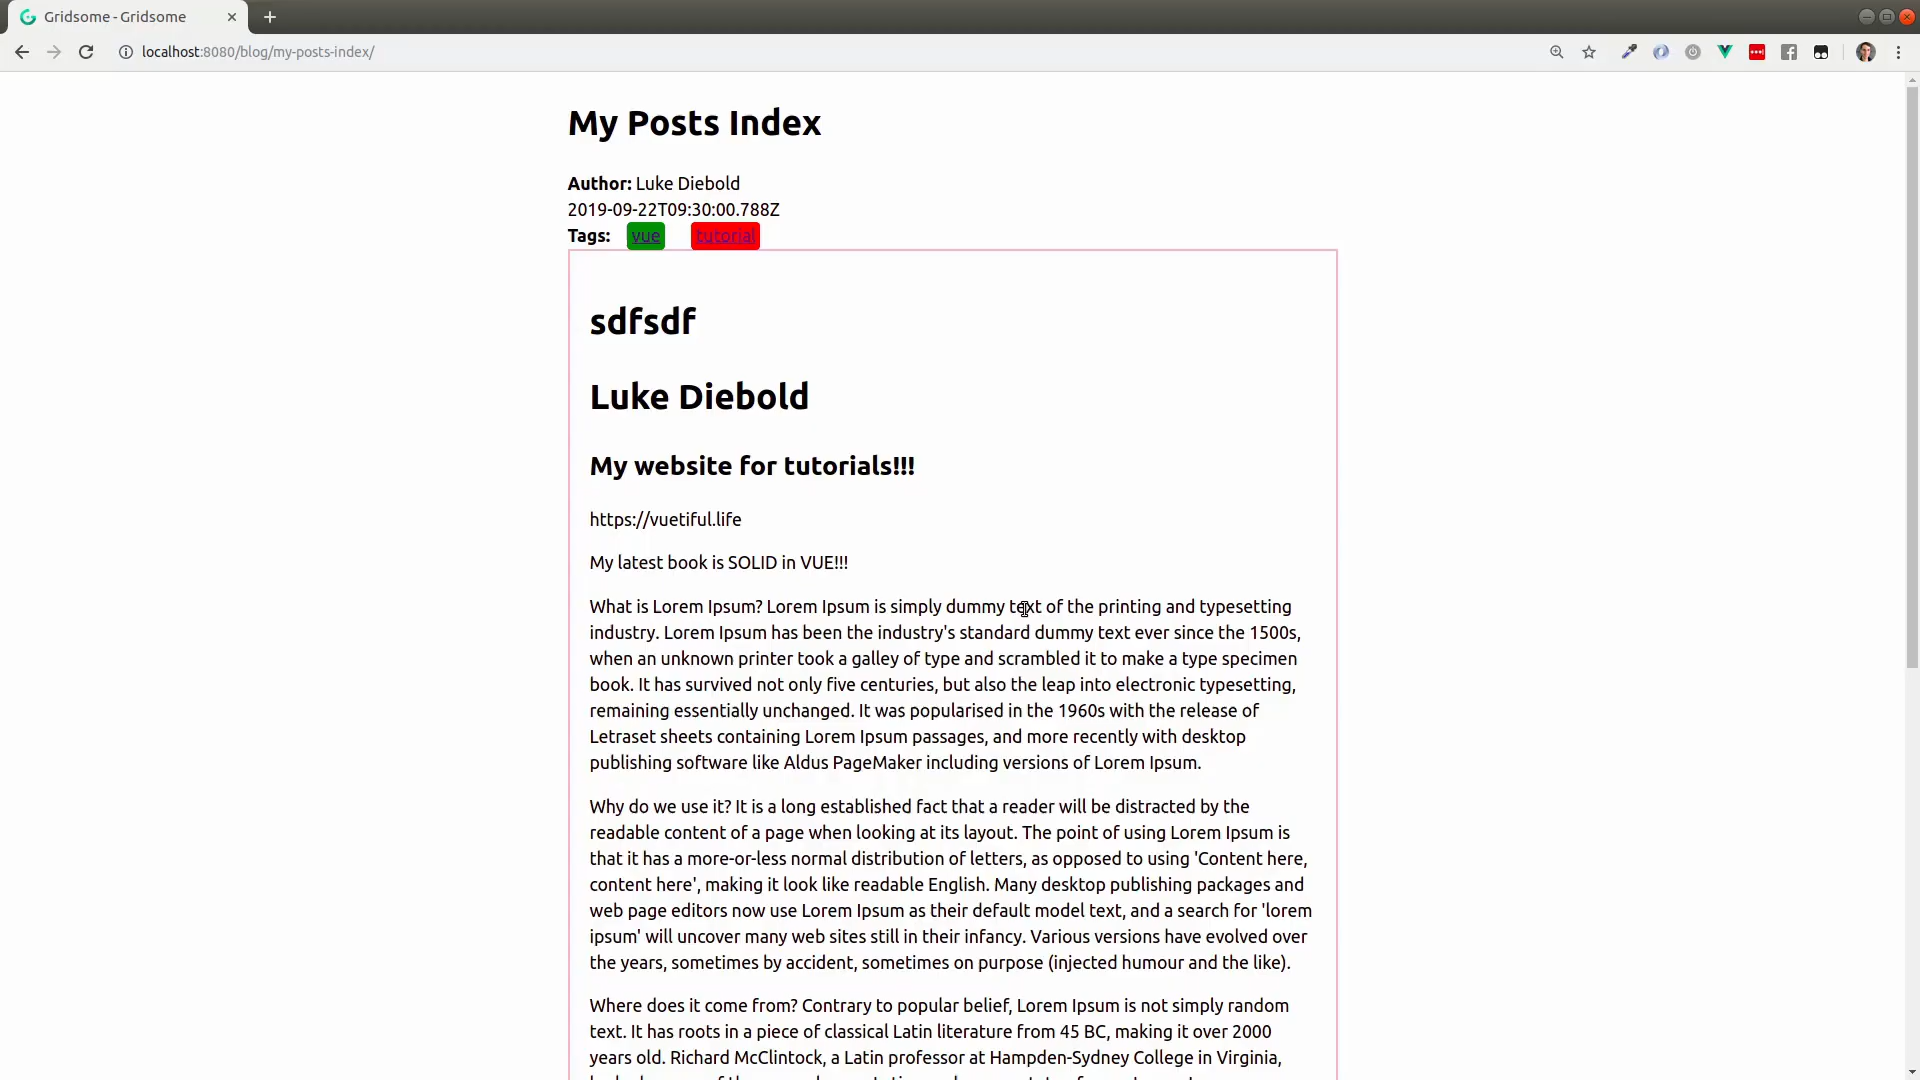 Gridsome - Gridsome
localhost:8080/blog/my-posts-index/
My Posts Index
Author: Luke Diebold
2019-09-22T09:30:00.788Z
Tags: vue tutorial
sdfsdf
Luke Diebold
My website for tutorials!!!
https://vuetiful.life
My latest book is SOLID in VUE!!!
What is Lorem Ipsum? Lorem Ipsum is simply dummy text of the printing and typesetting
industry. Lorem Ipsum has been the industry's standard dummy text ever since the 1500s,
when an unknown printer took a galley of type and scrambled it to make a type specimen
book. It has survived not only five centuries, but also the leap into electronic typesetting,
remaining essentially unchanged. It was popularised in the 1960s with the release of
Letraset sheets containing Lorem Ipsum passages, and more recently with desktop
publishing software like Aldus PageMaker including versions of Lorem Ipsum.
Why do we use it? It is a long established fact that a reader will be distracted by the
readable content of a page when looking at its layout. The point of using Lorem Ipsum is
that it has a more-or-less normal distribution of letters, as opposed to using 'Content here,
content here', making it look like readable English. Many desktop publishing packages and
web page editors now use Lorem Ipsum as their default model text, and a search for 'lorem
ipsum' will uncover many web sites still in their infancy. Various versions have evolved over
the years, sometimes by accident, sometimes on purpose (injected humour and the like).
Where does it come from? Contrary to popular belief, Lorem Ipsum is not simply random
text. It has roots in a piece of classical Latin literature from 45 BC, making it over 2000
years old. Richard McClintock, a Latin professor at Hampden-Sydney College in Virginia,